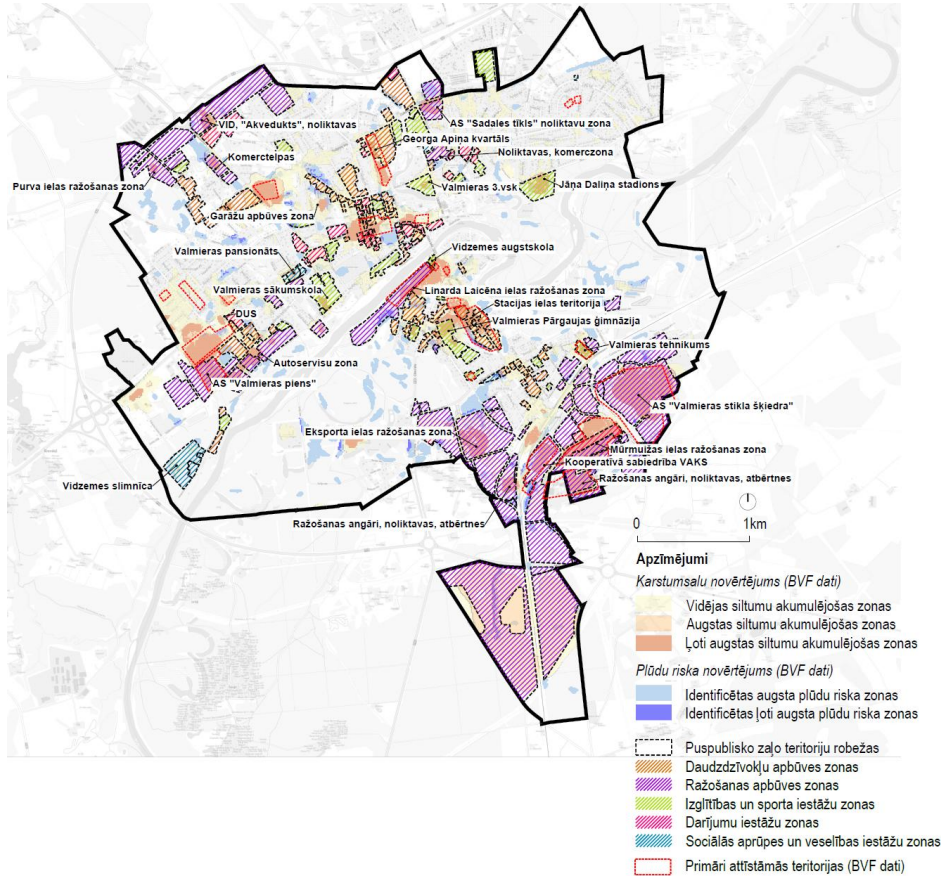 VID, "Akvedukts", noliktavas
AS "Sadales tīkls" noliktavu zona
Georga Apiņa kvartāls
Komerctelpas
Noliktavas, komerczona
Purva ielas ražošanas zona
Valmieras 3.vsk
Jāņa Daliņa stadions
Garāžu apbūves zona
Valmieras pansionāts
Vidzemes augstskola
Valmieras sākumskola
Linarda Laicēna ielas ražošanas zona
Stacijas ielas teritorija
DUS
Valmieras Pārgaujas ģimnāzija
Valmieras tehnikums
Autoservisu zona
AS "Valmieras piens"
AS "Valmieras stikla šķiedra"
Eksporta ielas ražošanas zona
Mūrmuižas ielas ražošanas zona
Kooperatīvā sabiedrība VAKS
Vidzemes slimnīca
Ražošanas angāri, noliktavas, atbērtnes
Ražošanas angāri, noliktavas, atbērtnes
0 1km
Apzīmējumi
Karstumsalu novērtējums (BVF dati)
Vidējas siltumu akumulējošas zonas
Augstas siltumu akumulējošas zonas
Ļoti augstas siltumu akumulējošas zonas
Plūdu riska novērtējums (BVF dati)
Identificētas augsta plūdu riska zonas
Identificētas ļoti augsta plūdu riska zonas
Puspublisko zaļo teritoriju robežas
Daudzdzīvokļu apbūves zonas
Ražošanas apbūves zonas
Izglītības un sporta iestāžu zonas
Darījumu iestāžu zonas
Sociālās aprūpes un veselības iestāžu zonas
Primāri attīstāmās teritorijas (BVF dati)